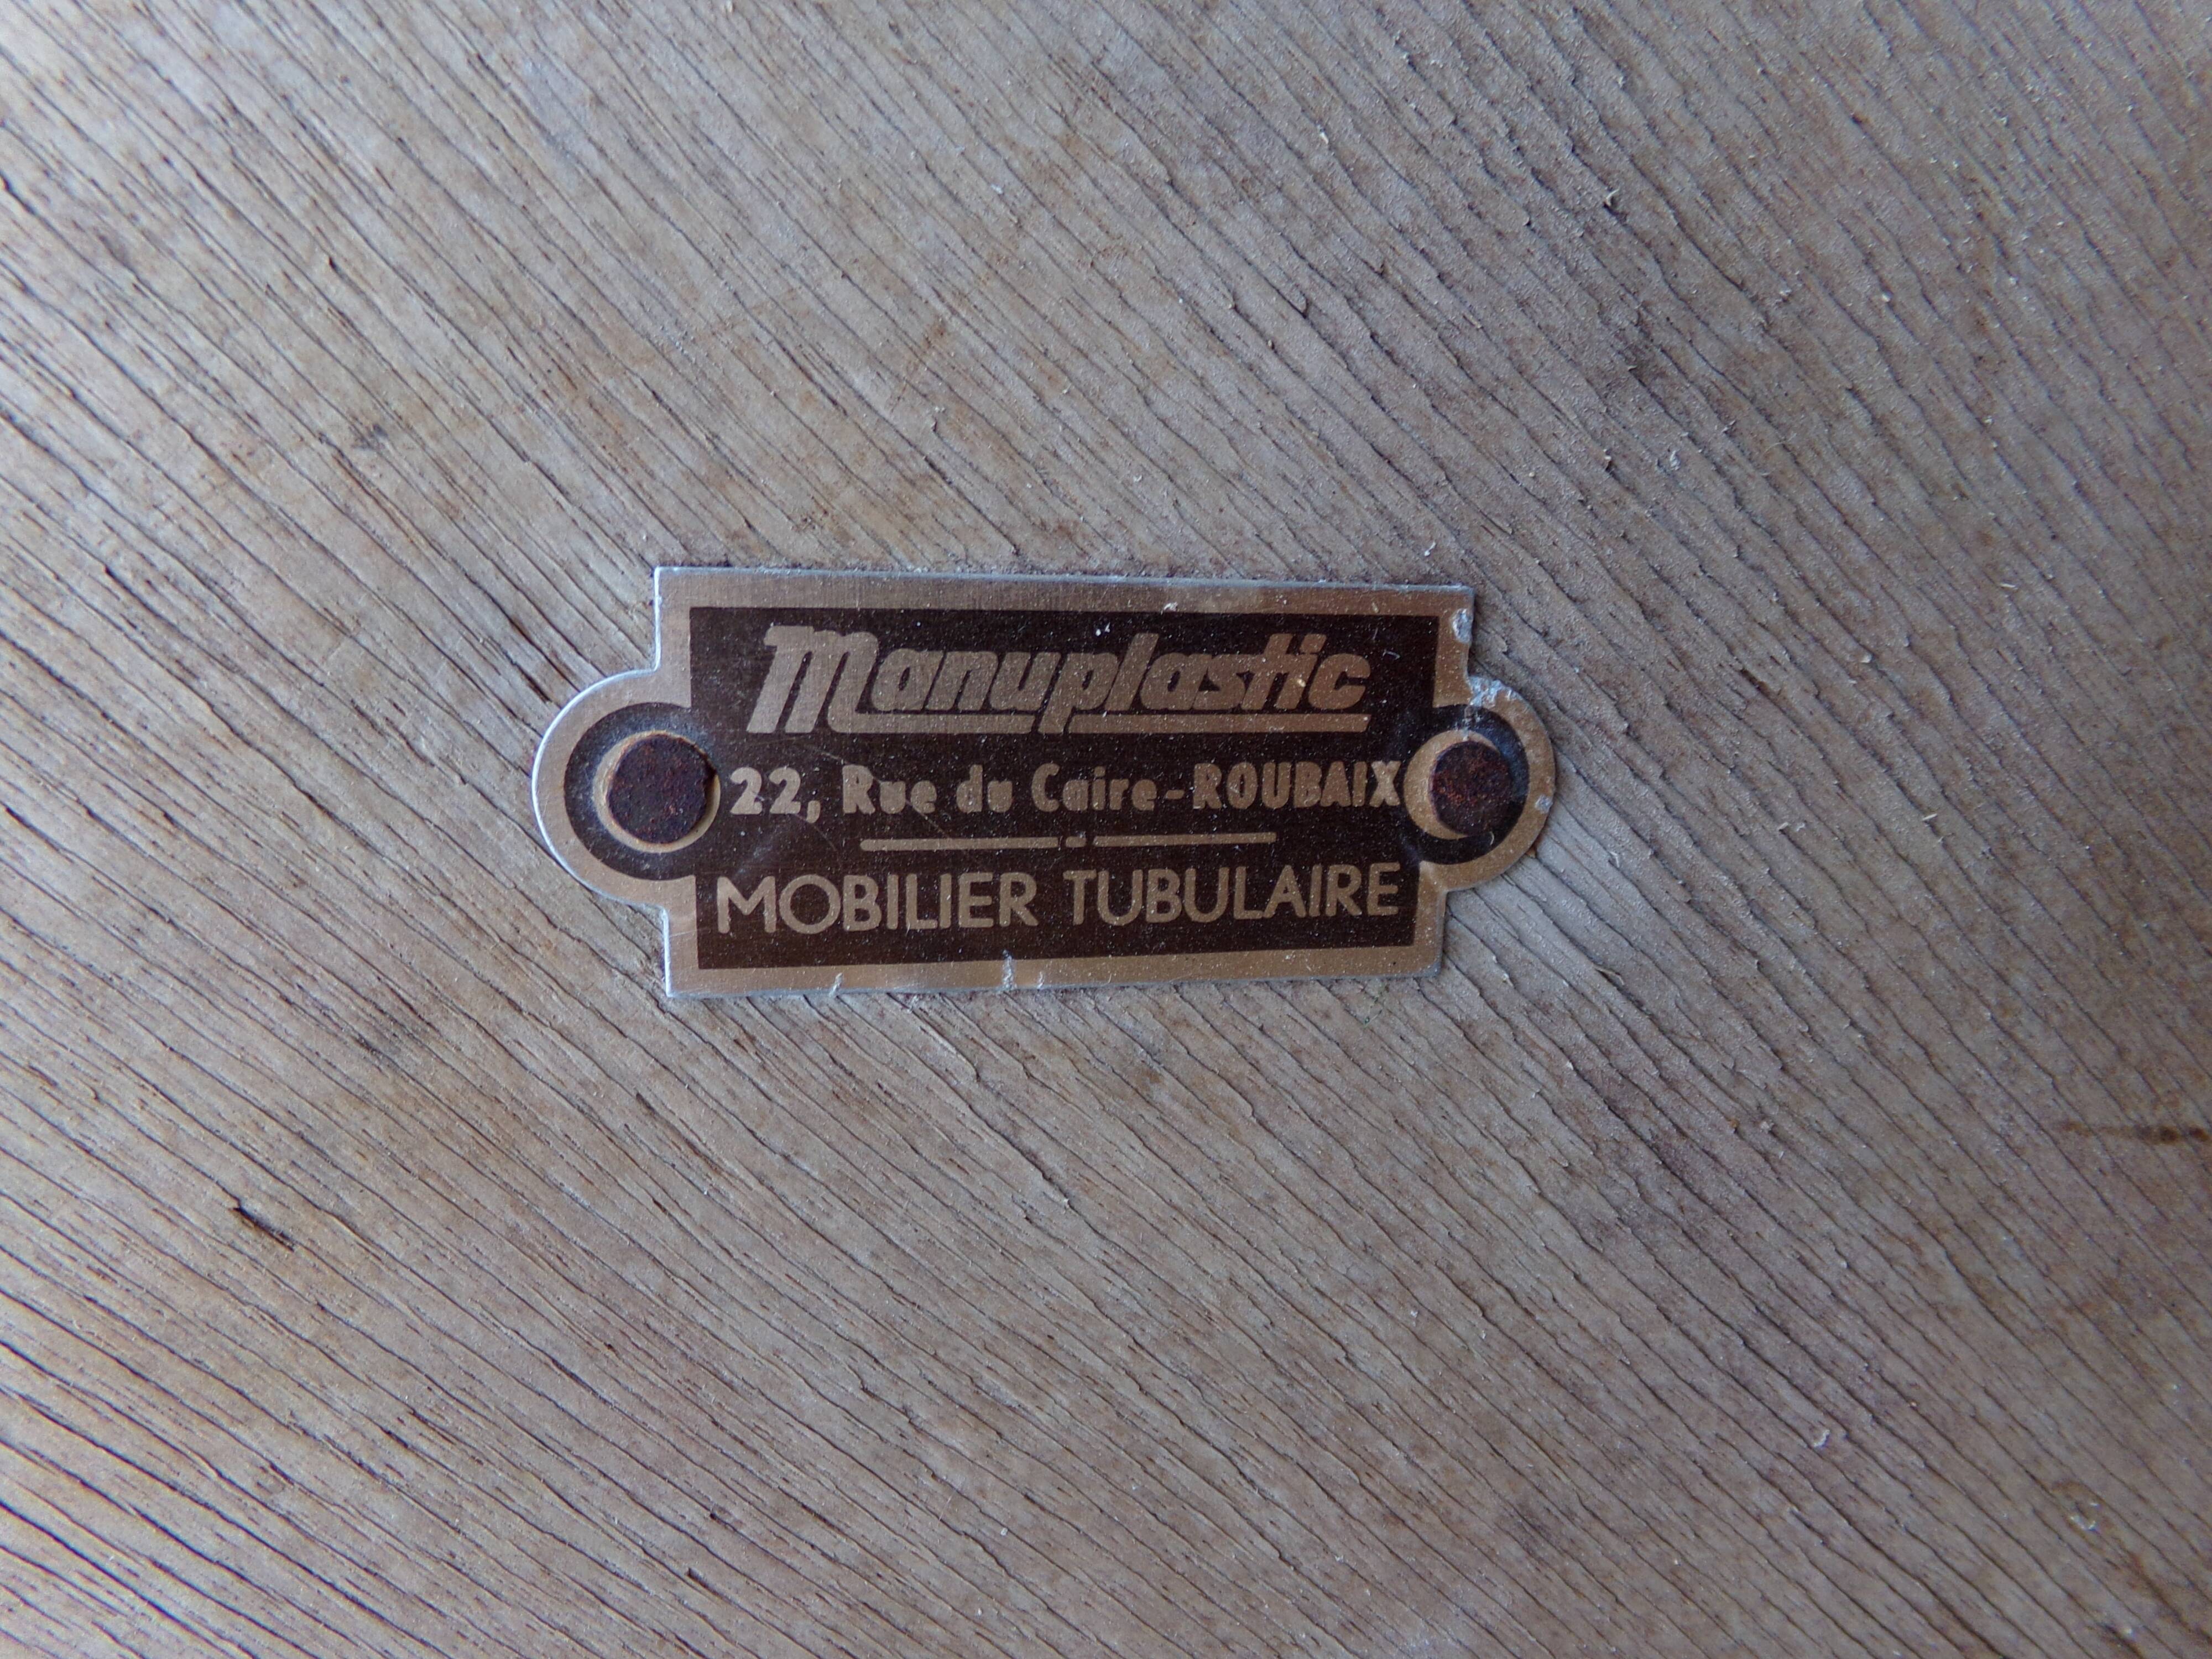 Manuplastic
22, Rue du Caire-ROUBAIX
MOBILIER TUBULAIRE